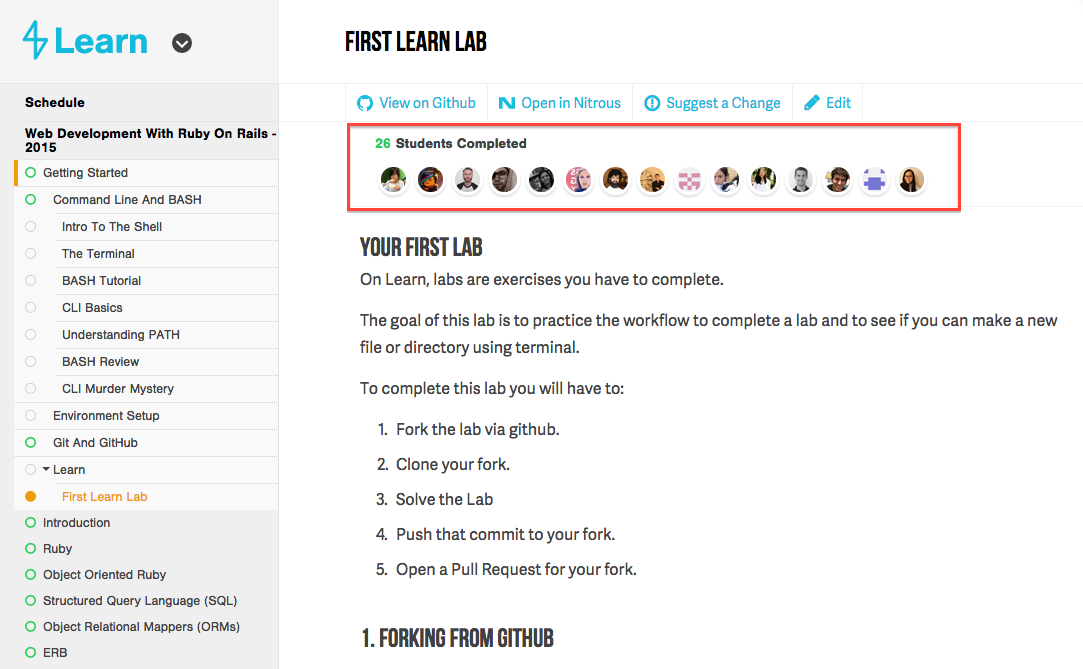 Learn
Schedule
Web Development With Ruby On Rails -
2015
Getting Started
Command Line And BASH
Intro To The Shell
The Terminal
BASH Tutorial
CLI Basics
Understanding PATH
BASH Review
CLI Murder Mystery
Environment Setup
Git And GitHub
Learn
First Learn Lab
Introduction
Ruby
Object Oriented Ruby
Structured Query Language (SQL)
Object Relational Mappers (ORMs)
ERB
FIRST LEARN LAB
View on Github Open in Nitrous Suggest a Change Edit
26 Students Completed
YOUR FIRST LAB
On Learn, labs are exercises you have to complete.
The goal of this lab is to practice the workflow to complete a lab and to see if you can make a new
file or directory using terminal.
To complete this lab you will have to:
1. Fork the lab via github.
2. Clone your fork.
3. Solve the Lab
4. Push that commit to your fork.
5. Open a Pull Request for your fork.
1. FORKING FROM GITHUB